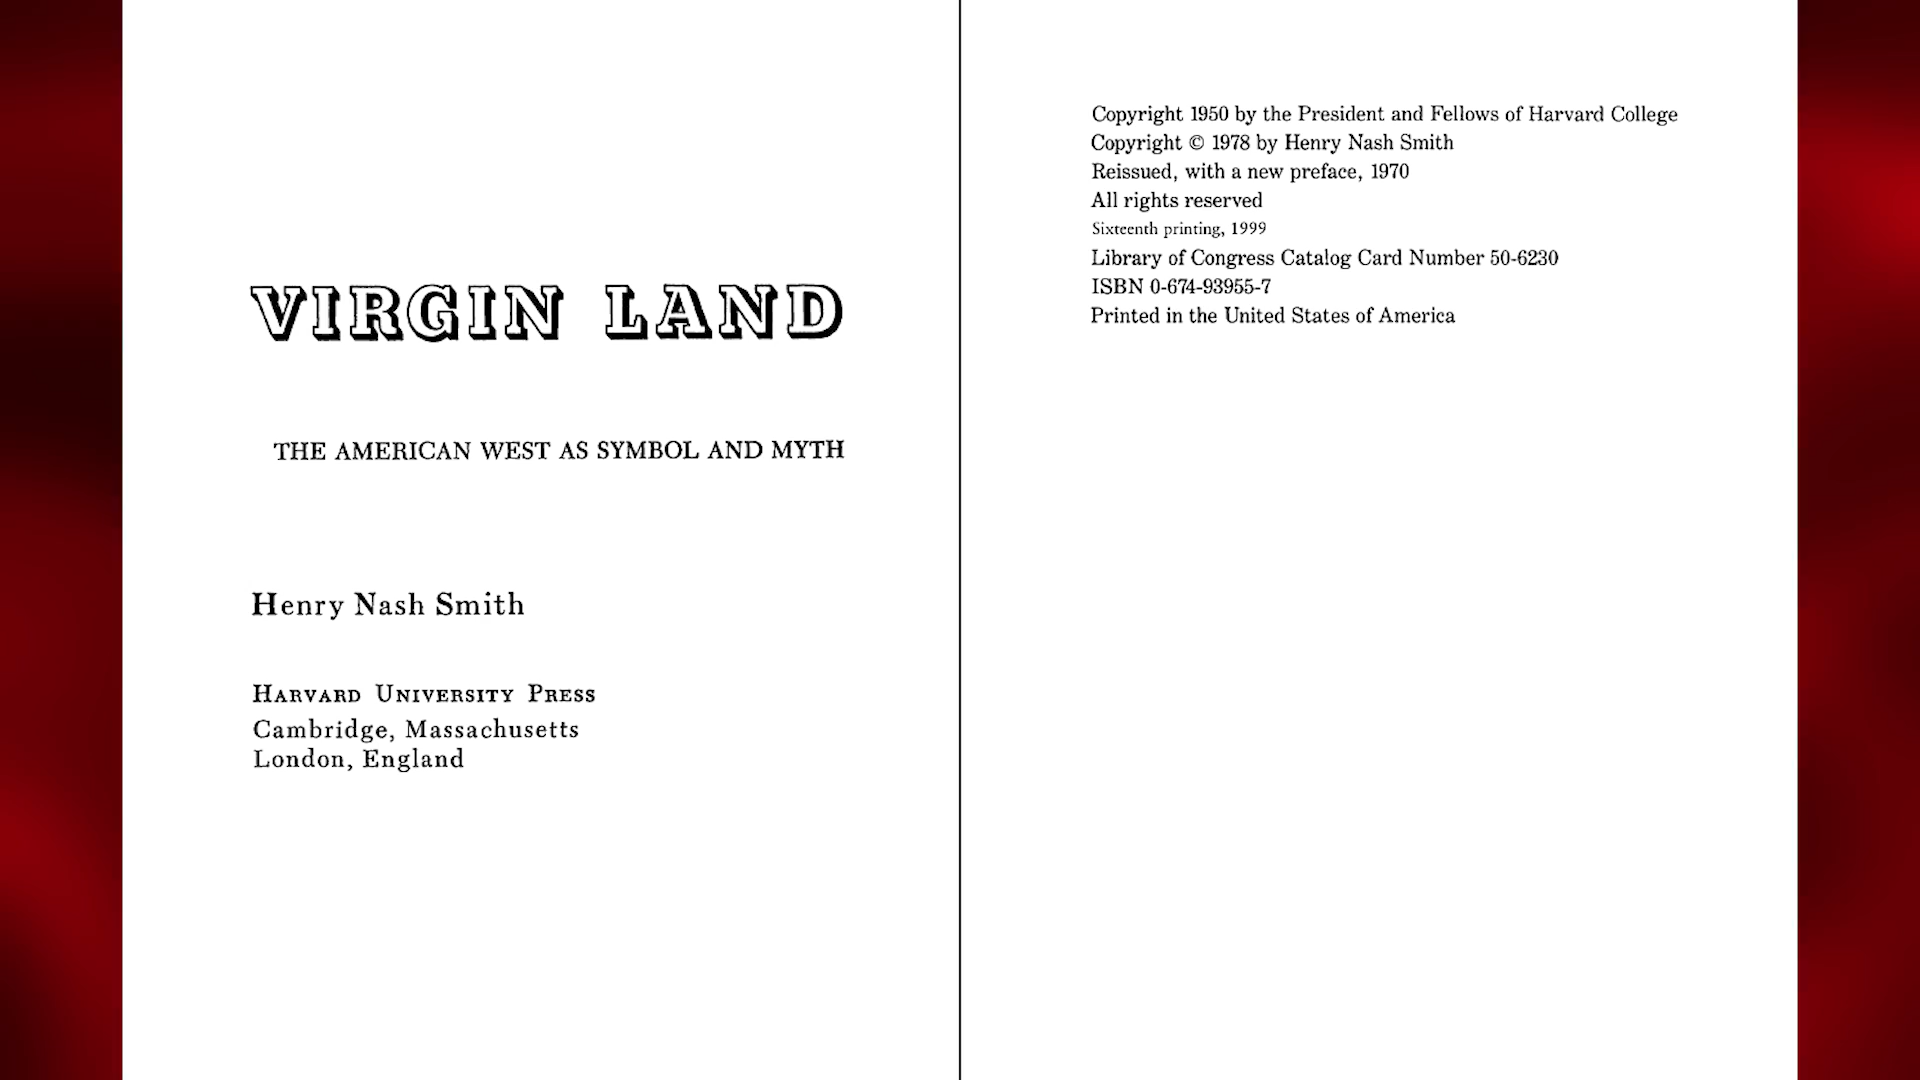 VIRGIN LAND
THE AMERICAN WEST AS SYMBOL AND MYTH
Henry Nash Smith
HARVARD UNIVERSITY PRESS
Cambridge, Massachusetts
London, England
Copyright 1950 by the President and Fellows of Harvard College
Copyright © 1978 by Henry Nash Smith
Reissued, with a new preface, 1970
All rights reserved
Sixteenth printing, 1999
Library of Congress Catalog Card Number 50-6230
ISBN 0-674-93955-7
Printed in the United States of America